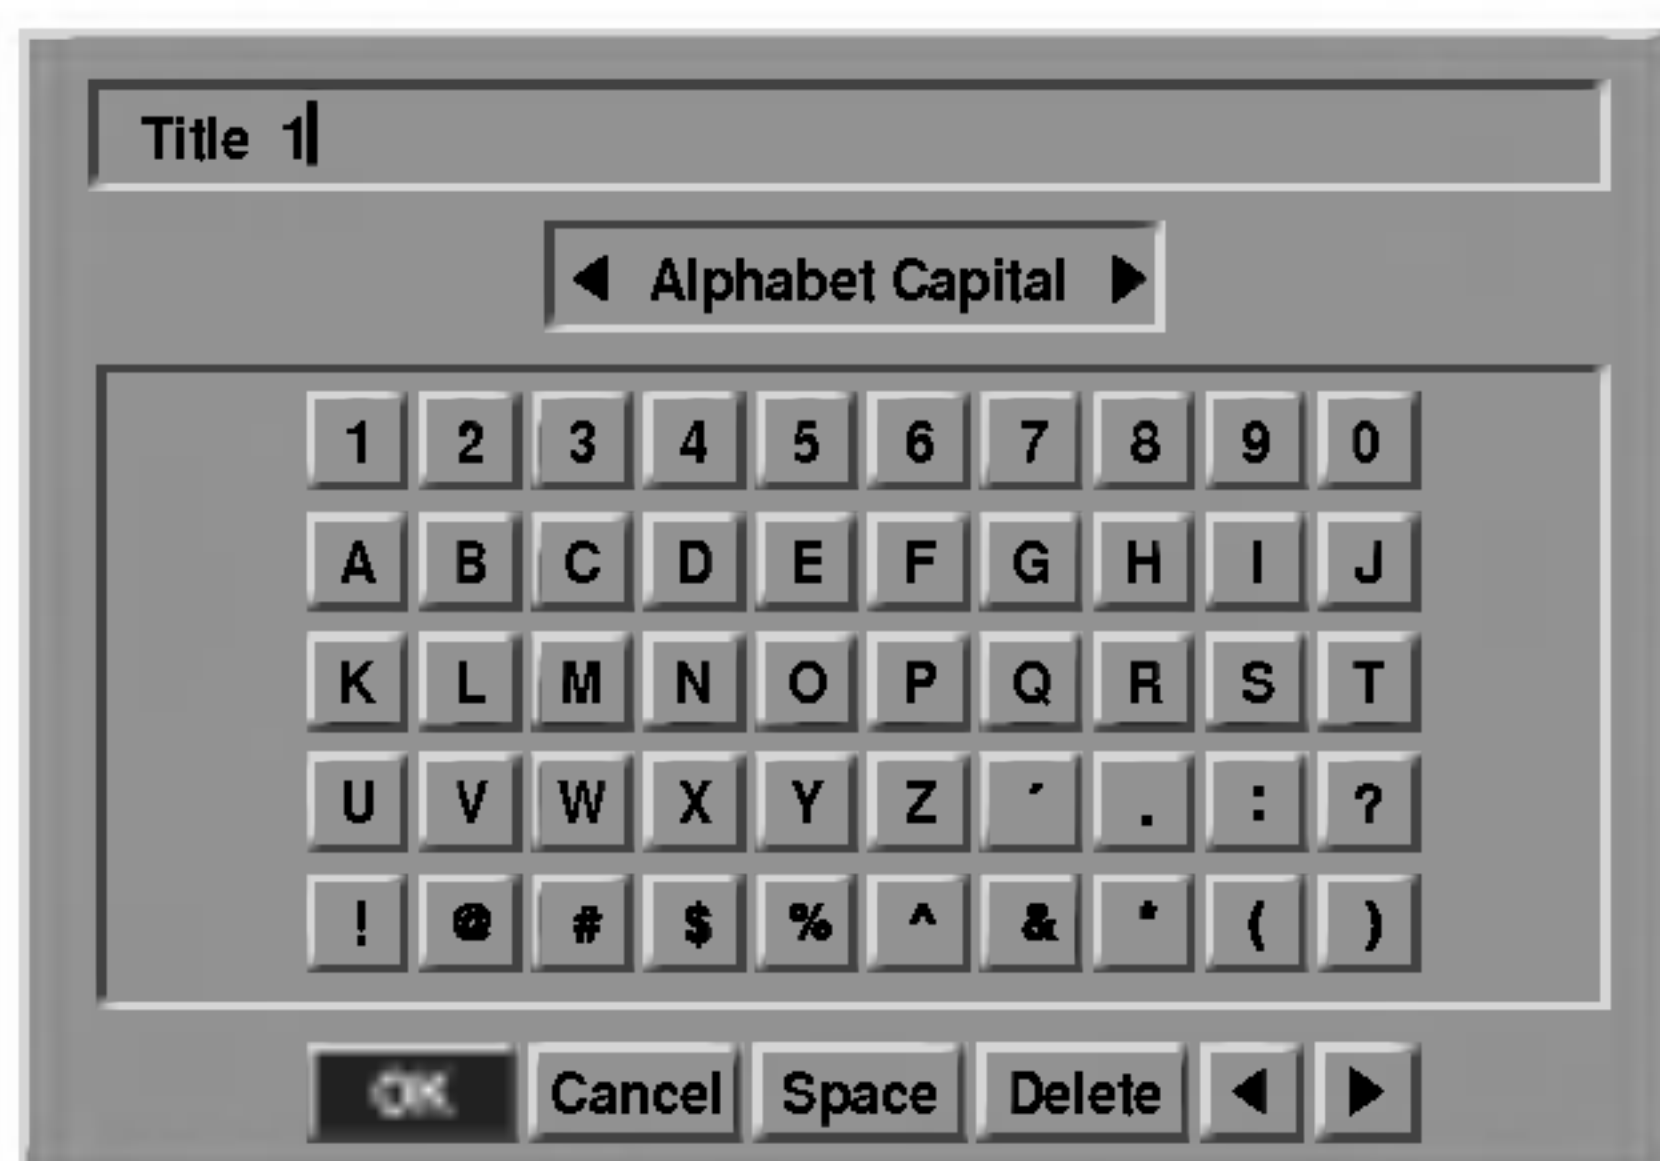 Title 1
◀ Alphabet Capital ▶
1 2 3 4 5 6 7 8 9 0
A B C D E F G H I J
K L M N O P Q R S T
U V W X Y Z ´ . : ?
! @ # $ % ^ & * ( )
OK Cancel Space Delete ◀ ▶